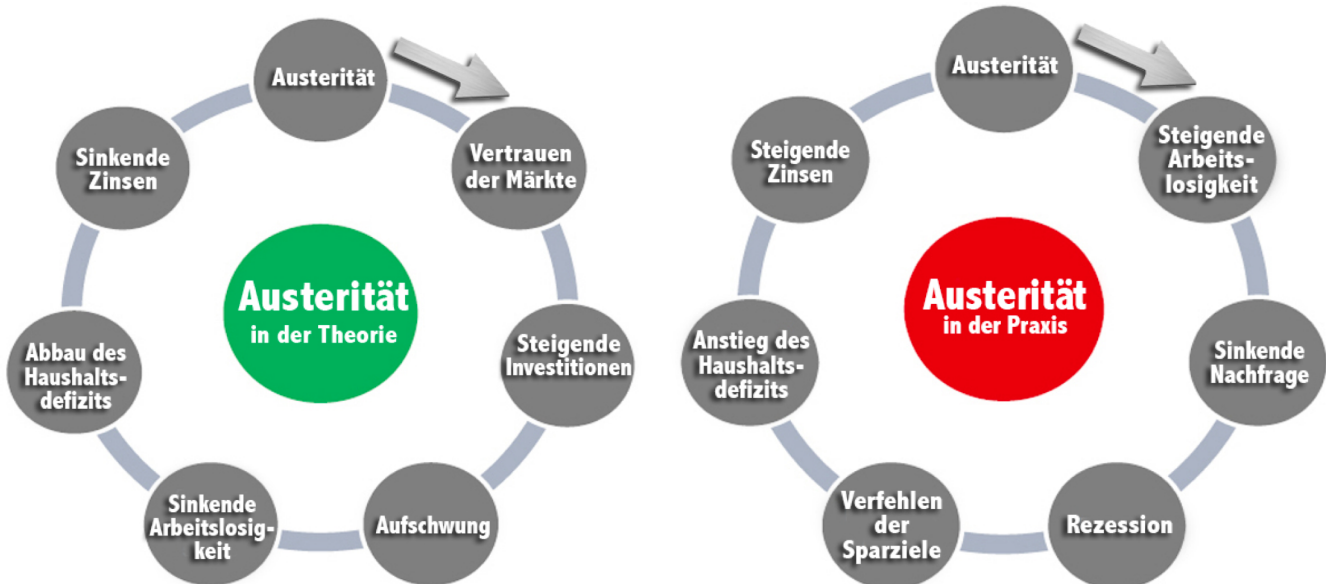 Austerität
Vertrauen
der Märkte
Steigende
Investitionen
Aufschwung
Sinkende
Arbeitslosig-
keit
Abbau des
Haushalts-
defizits
Sinkende
Zinsen
Austerität
in der Theorie
Austerität
Steigende
Arbeits-
losigkeit
Sinkende
Nachfrage
Rezession
Verfehlen
der
Sparziele
Anstieg des
Haushalts-
defizits
Steigende
Zinsen
Austerität
in der Praxis